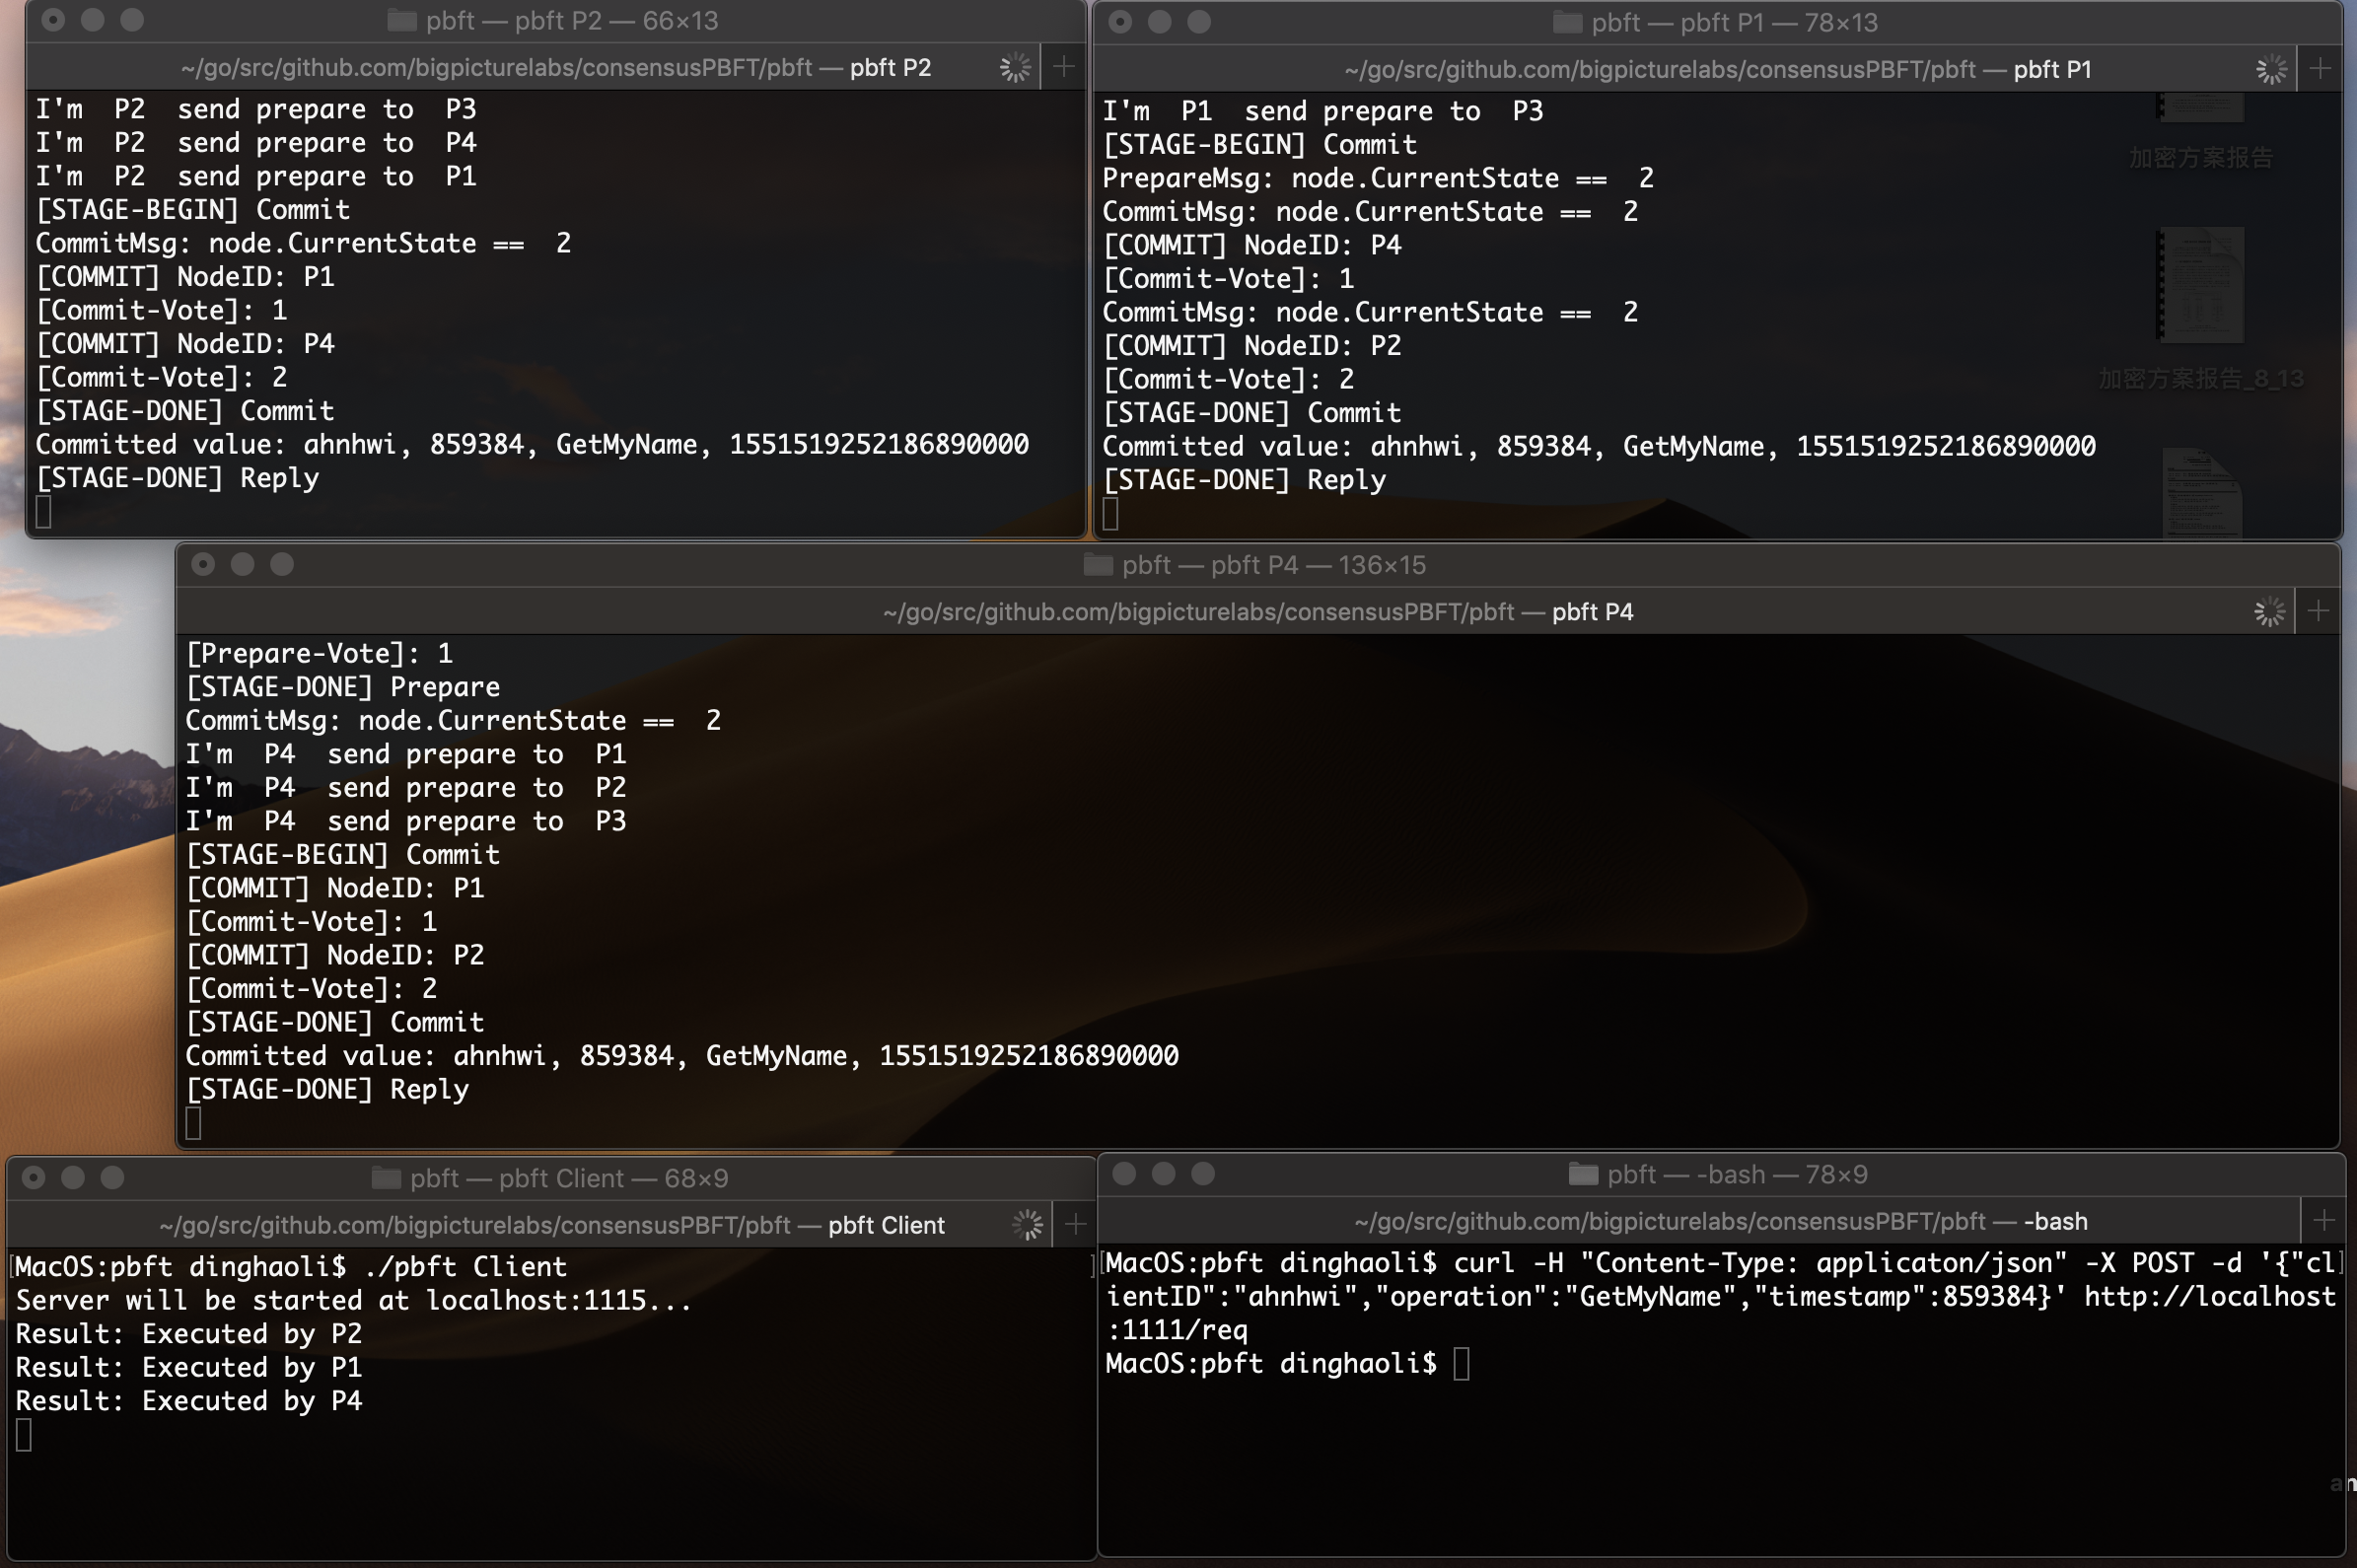 pbft — pbft P2 — 66×13
~/go/src/github.com/bigpicturelabs/consensusPBFT/pbft — pbft P2
I'm  P2  send prepare to  P3
I'm  P2  send prepare to  P4
I'm  P2  send prepare to  P1
[STAGE-BEGIN] Commit
CommitMsg: node.CurrentState ==  2
[COMMIT] NodeID: P1
[Commit-Vote]: 1
[COMMIT] NodeID: P4
[Commit-Vote]: 2
[STAGE-DONE] Commit
Committed value: ahnhwi, 859384, GetMyName, 1551519252186890000
[STAGE-DONE] Reply
pbft — pbft P1 — 78×13
~/go/src/github.com/bigpicturelabs/consensusPBFT/pbft — pbft P1
I'm  P1  send prepare to  P3
[STAGE-BEGIN] Commit
PrepareMsg: node.CurrentState ==  2
CommitMsg: node.CurrentState ==  2
[COMMIT] NodeID: P4
[Commit-Vote]: 1
CommitMsg: node.CurrentState ==  2
[COMMIT] NodeID: P2
[Commit-Vote]: 2
[STAGE-DONE] Commit
Committed value: ahnhwi, 859384, GetMyName, 1551519252186890000
[STAGE-DONE] Reply
加密方案报告
加密方案报告_8_13
pbft — pbft P4 — 136×15
~/go/src/github.com/bigpicturelabs/consensusPBFT/pbft — pbft P4
[Prepare-Vote]: 1
[STAGE-DONE] Prepare
CommitMsg: node.CurrentState ==  2
I'm  P4  send prepare to  P1
I'm  P4  send prepare to  P2
I'm  P4  send prepare to  P3
[STAGE-BEGIN] Commit
[COMMIT] NodeID: P1
[Commit-Vote]: 1
[COMMIT] NodeID: P2
[Commit-Vote]: 2
[STAGE-DONE] Commit
Committed value: ahnhwi, 859384, GetMyName, 1551519252186890000
[STAGE-DONE] Reply
pbft — pbft Client — 68×9
~/go/src/github.com/bigpicturelabs/consensusPBFT/pbft — pbft Client
[MacOS:pbft dinghaoli$ ./pbft Client ]
Server will be started at localhost:1115...
Result: Executed by P2
Result: Executed by P1
Result: Executed by P4
pbft — -bash — 78×9
~/go/src/github.com/bigpicturelabs/consensusPBFT/pbft — -bash
[MacOS:pbft dinghaoli$ curl -H "Content-Type: applicaton/json" -X POST -d '{"cl]
ientID":"ahnhwi","operation":"GetMyName","timestamp":859384}' http://localhost
:1111/req
MacOS:pbft dinghaoli$